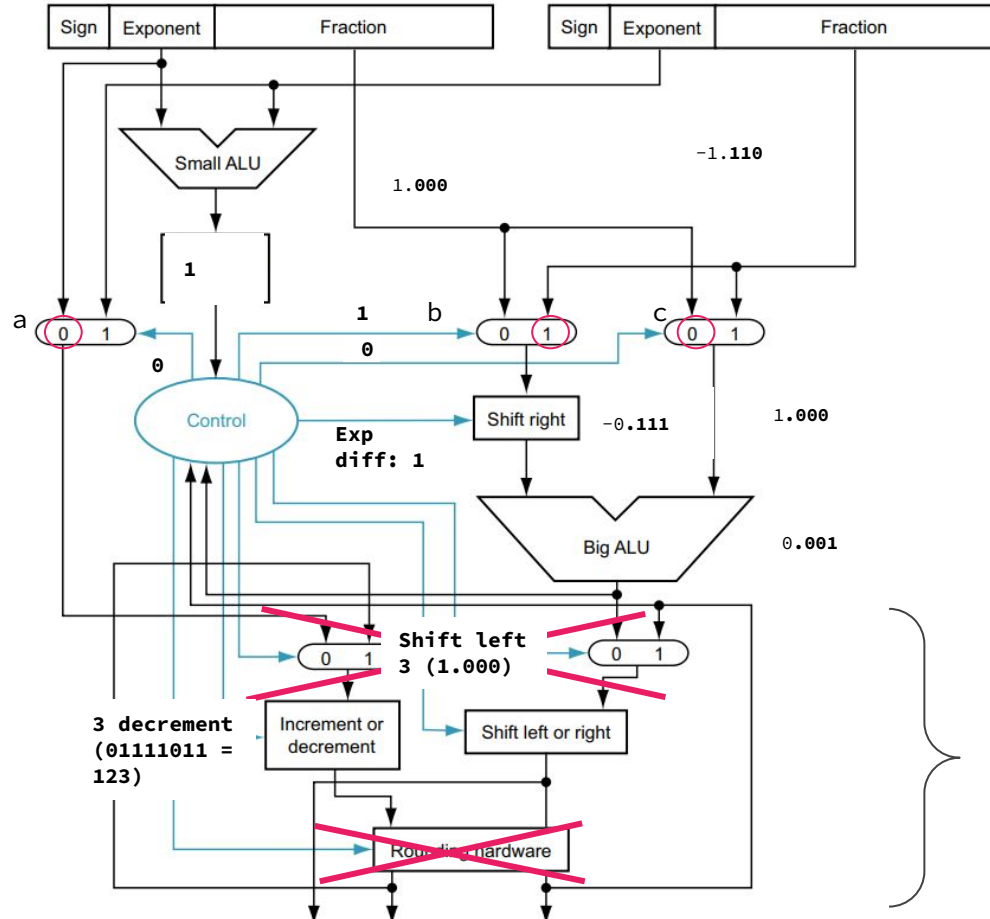 Sign Exponent Fraction Sign Exponent Fraction
Small ALU
-1.110
1.000
1
a 0 1
1
b 0 1
c 0 1
0
0
Control
Shift right
Exp
diff: 1
-0.111
1.000
Big ALU
0.001
0 1
Shift left
3 (1.000)
0 1
3 decrement
(01111011 =
123)
Increment or
decrement
Shift left or right
Rounding hardware